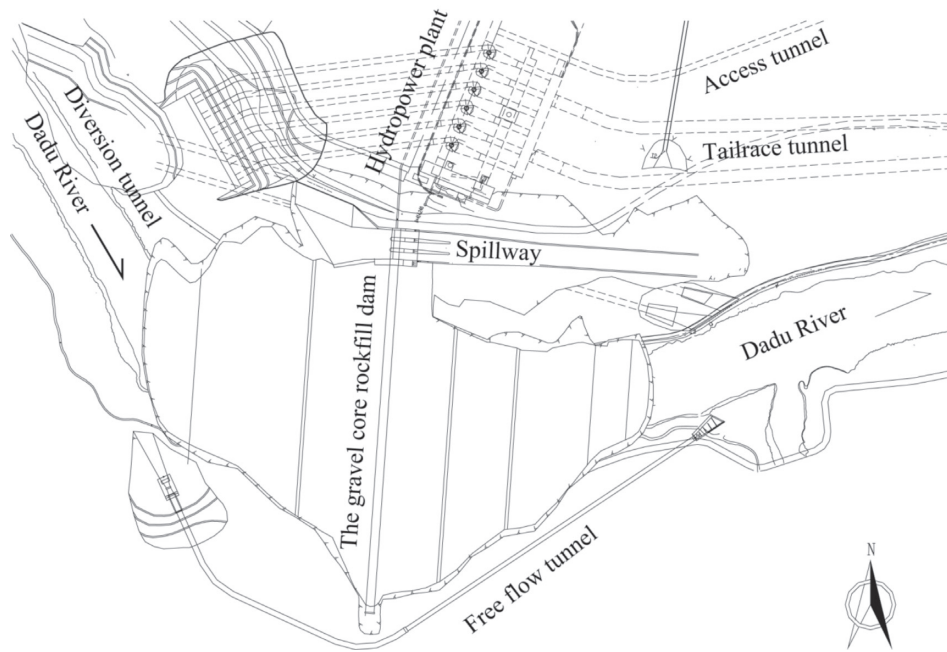 Hydropower plant
Access tunnel
Diversion tunnel
Dadu River
Tailrace tunnel
Spillway
The gravel core rockfill dam
Dadu River
Free flow tunnel
N